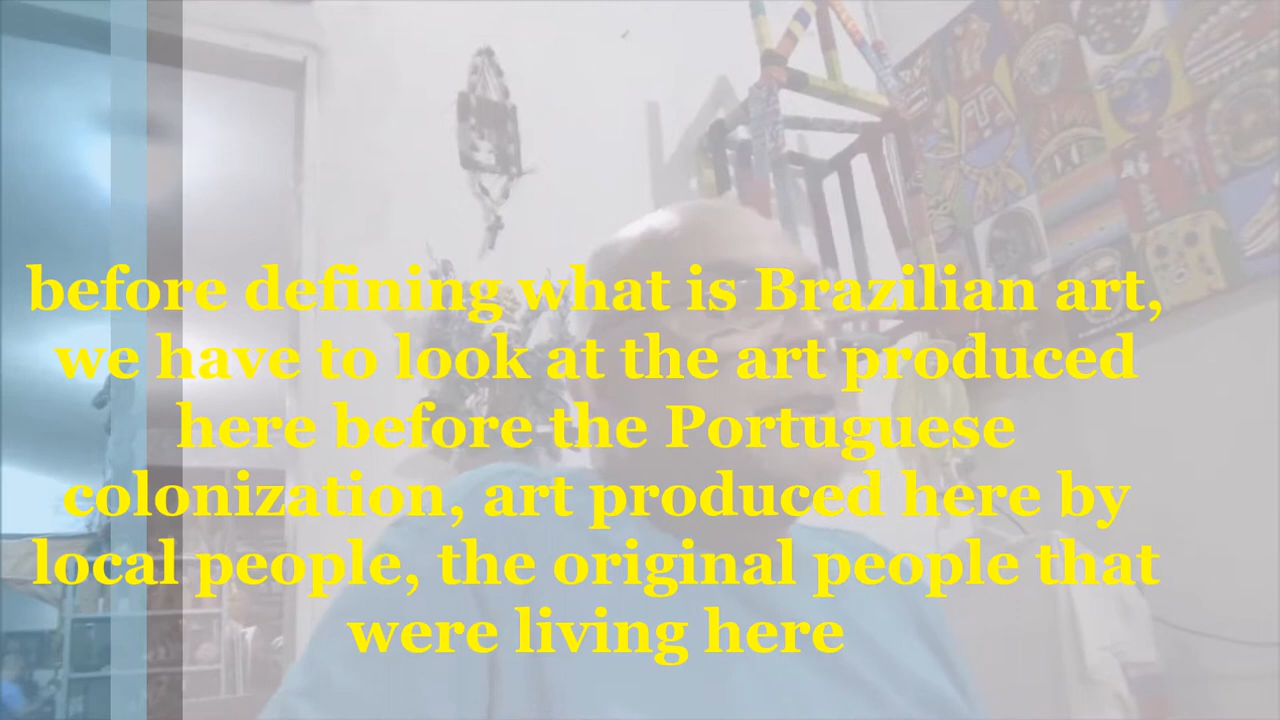 before defining what is Brazilian art,
we have to look at the art produced
here before the Portuguese
colonization, art produced here by
local people, the original people that
were living here